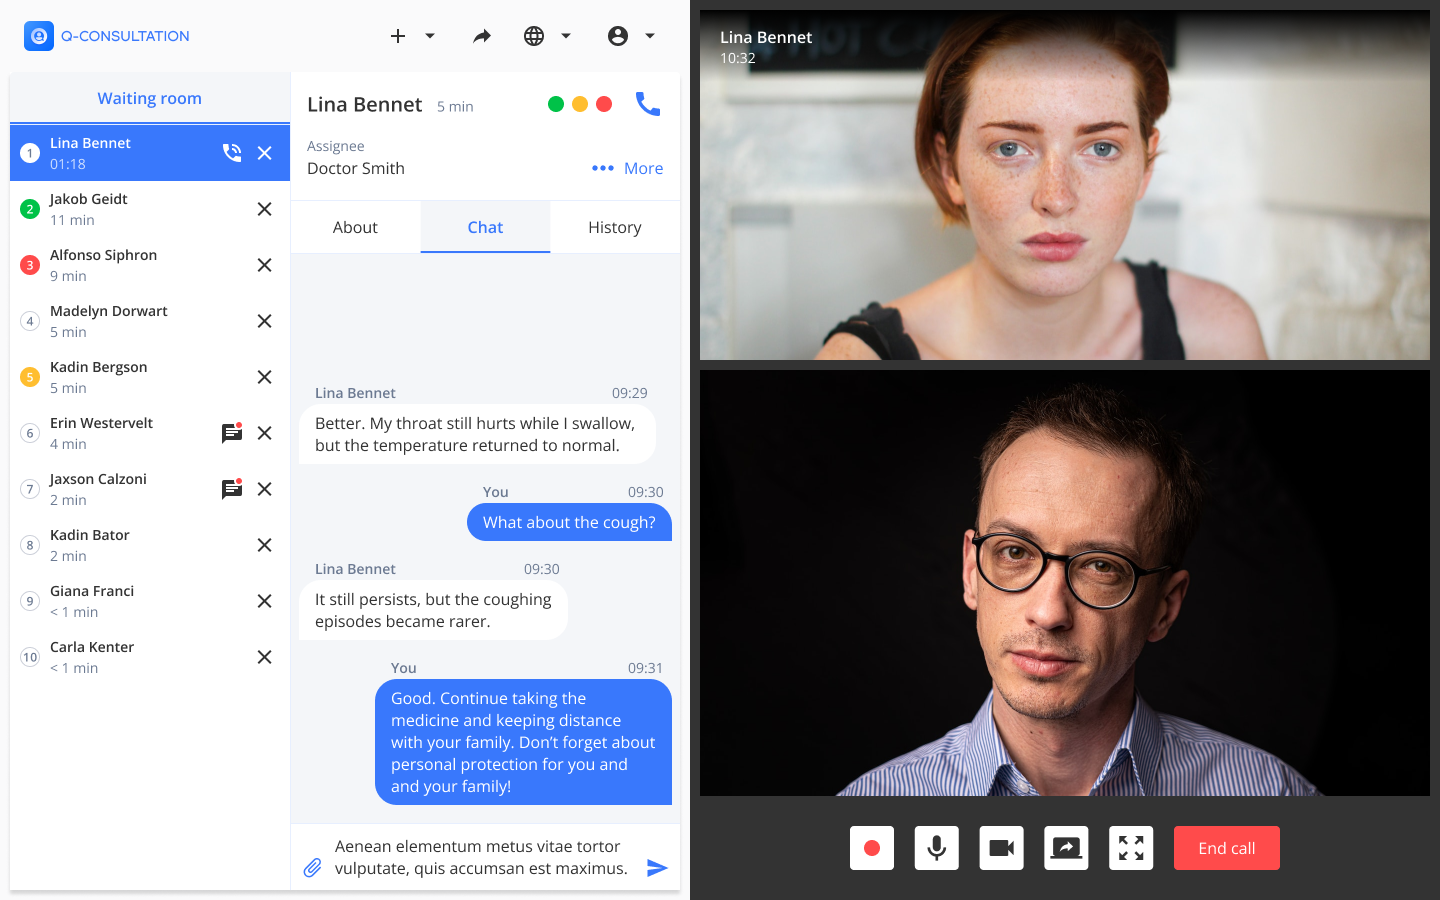 Q-CONSULTATION
Waiting room
1
Lina Bennet
01:18
2
Jakob Geidt
11 min
3
Alfonso Siphron
9 min
4
Madelyn Dorwart
5 min
5
Kadin Bergson
5 min
6
Erin Westervelt
4 min
7
Jaxson Calzoni
2 min
8
Kadin Bator
2 min
9
Giana Franci
< 1 min
10
Carla Kenter
< 1 min
Lina Bennet 5 min
Assignee
Doctor Smith
More
About Chat History
Lina Bennet 09:29
Better. My throat still hurts while I swallow,
but the temperature returned to normal.
You 09:30
What about the cough?
Lina Bennet 09:30
It still persists, but the coughing
episodes became rarer.
You 09:31
Good. Continue taking the
medicine and keeping distance
with your family. Don’t forget about
personal protection for you and
and your family!
Aenean elementum metus vitae tortor
vulputate, quis accumsan est maximus.
Lina Bennet
10:32
End call